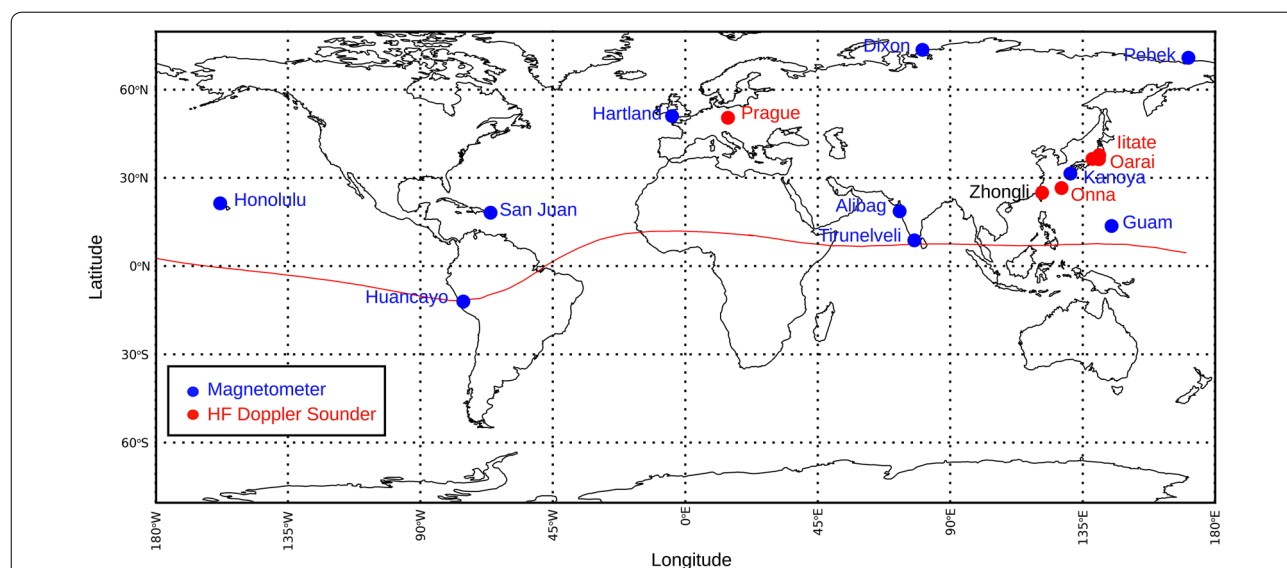 Dixon
Pebek
60°N
Hartland
Prague
Iitate
Oarai
30°N
Kanoya
Zhongli
Onna
Honolulu
San Juan
Alibag
Guam
Tirunelveli
Latitude
0°N
Huancayo
30°S
Magnetometer
HF Doppler Sounder
60°S
180°W
135°W
90°W
45°W
0°E
45°E
90°E
135°E
180°E
Longitude